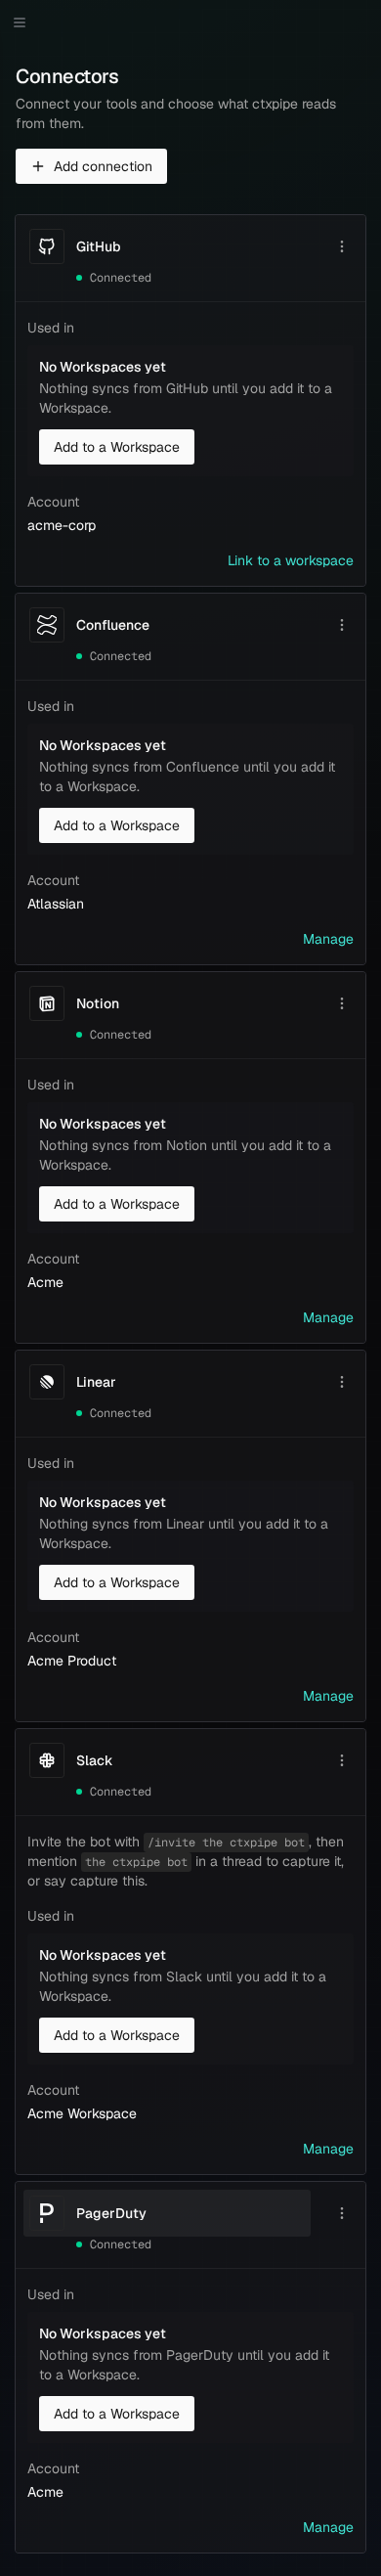 Connectors
Connect your tools and choose what ctxpipe reads
from them.
Add connection
GitHub
Connected
Used in
No Workspaces yet
Nothing syncs from GitHub until you add it to a
Workspace.
Add to a Workspace
Account
acme-corp
Link to a workspace
Confluence
Connected
Used in
No Workspaces yet
Nothing syncs from Confluence until you add it
to a Workspace.
Add to a Workspace
Account
Atlassian
Manage
Notion
Connected
Used in
No Workspaces yet
Nothing syncs from Notion until you add it to a
Workspace.
Add to a Workspace
Account
Acme
Manage
Linear
Connected
Used in
No Workspaces yet
Nothing syncs from Linear until you add it to a
Workspace.
Add to a Workspace
Account
Acme Product
Manage
Slack
Connected
Invite the bot with /invite the ctxpipe bot, then
mention the ctxpipe bot in a thread to capture it,
or say capture this.
Used in
No Workspaces yet
Nothing syncs from Slack until you add it to a
Workspace.
Add to a Workspace
Account
Acme Workspace
Manage
PagerDuty
Connected
Used in
No Workspaces yet
Nothing syncs from PagerDuty until you add it
to a Workspace.
Add to a Workspace
Account
Acme
Manage